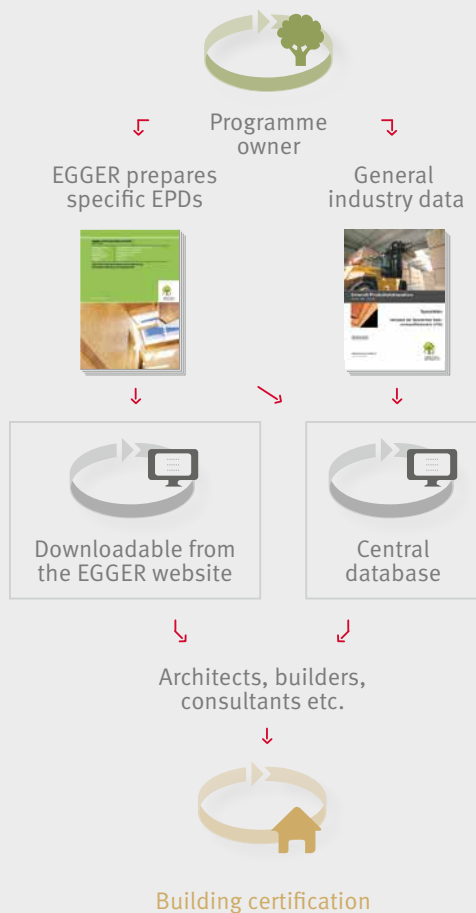 Programme
owner
EGGER prepares
specific EPDs
General
industry data
Downloadable from
the EGGER website
Central
database
Architects, builders,
consultants etc.
Building certification